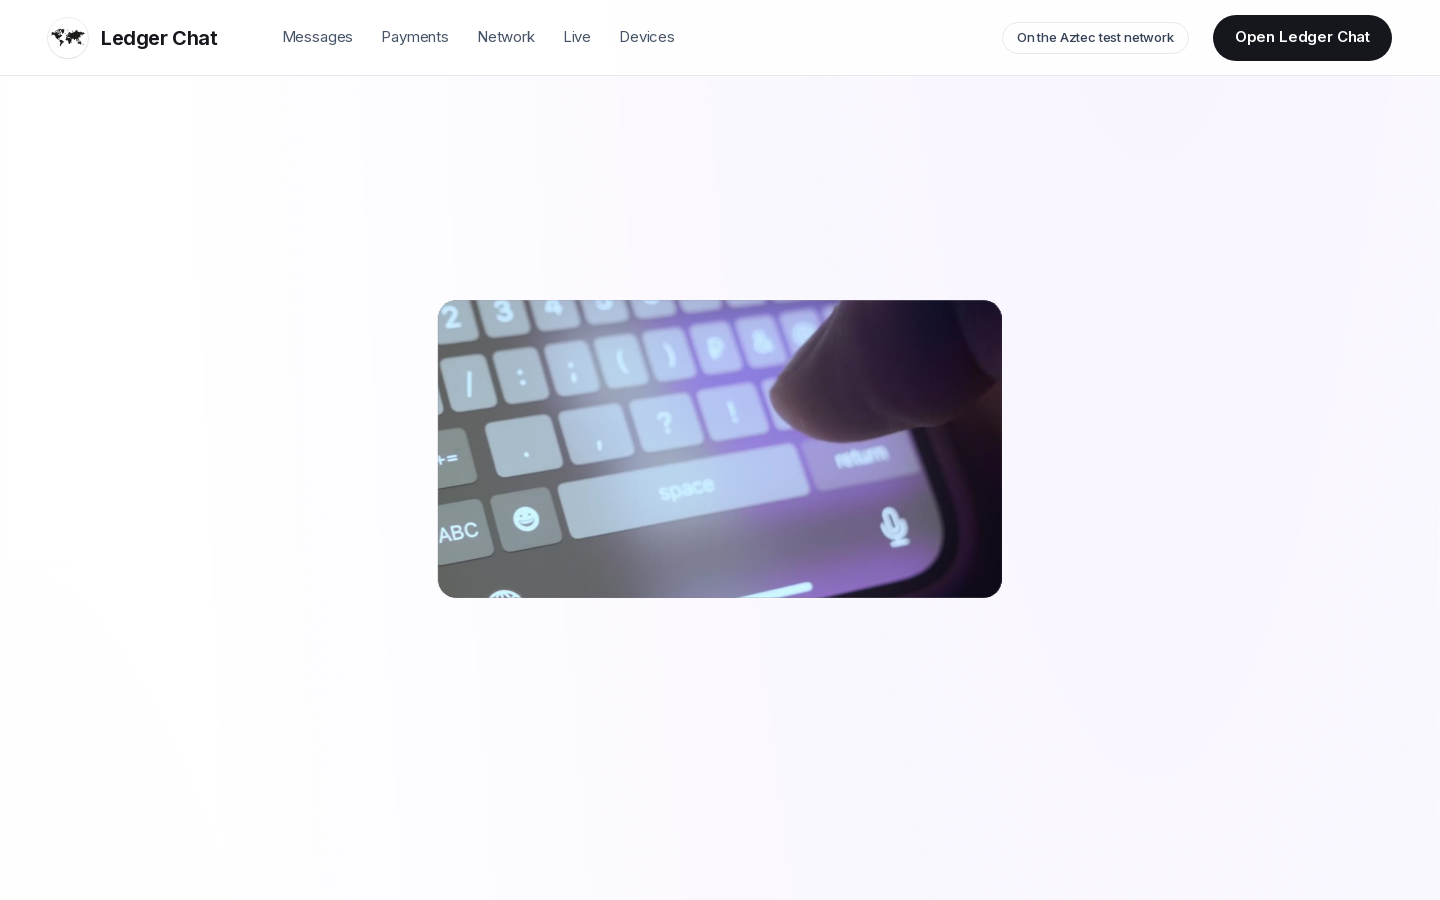 Ledger Chat
Messages
Payments
Network
Live
Devices
On the Aztec test network
Open Ledger Chat
2 3 4
/ : ; ( ) &
+= . , ? !
ABC space return